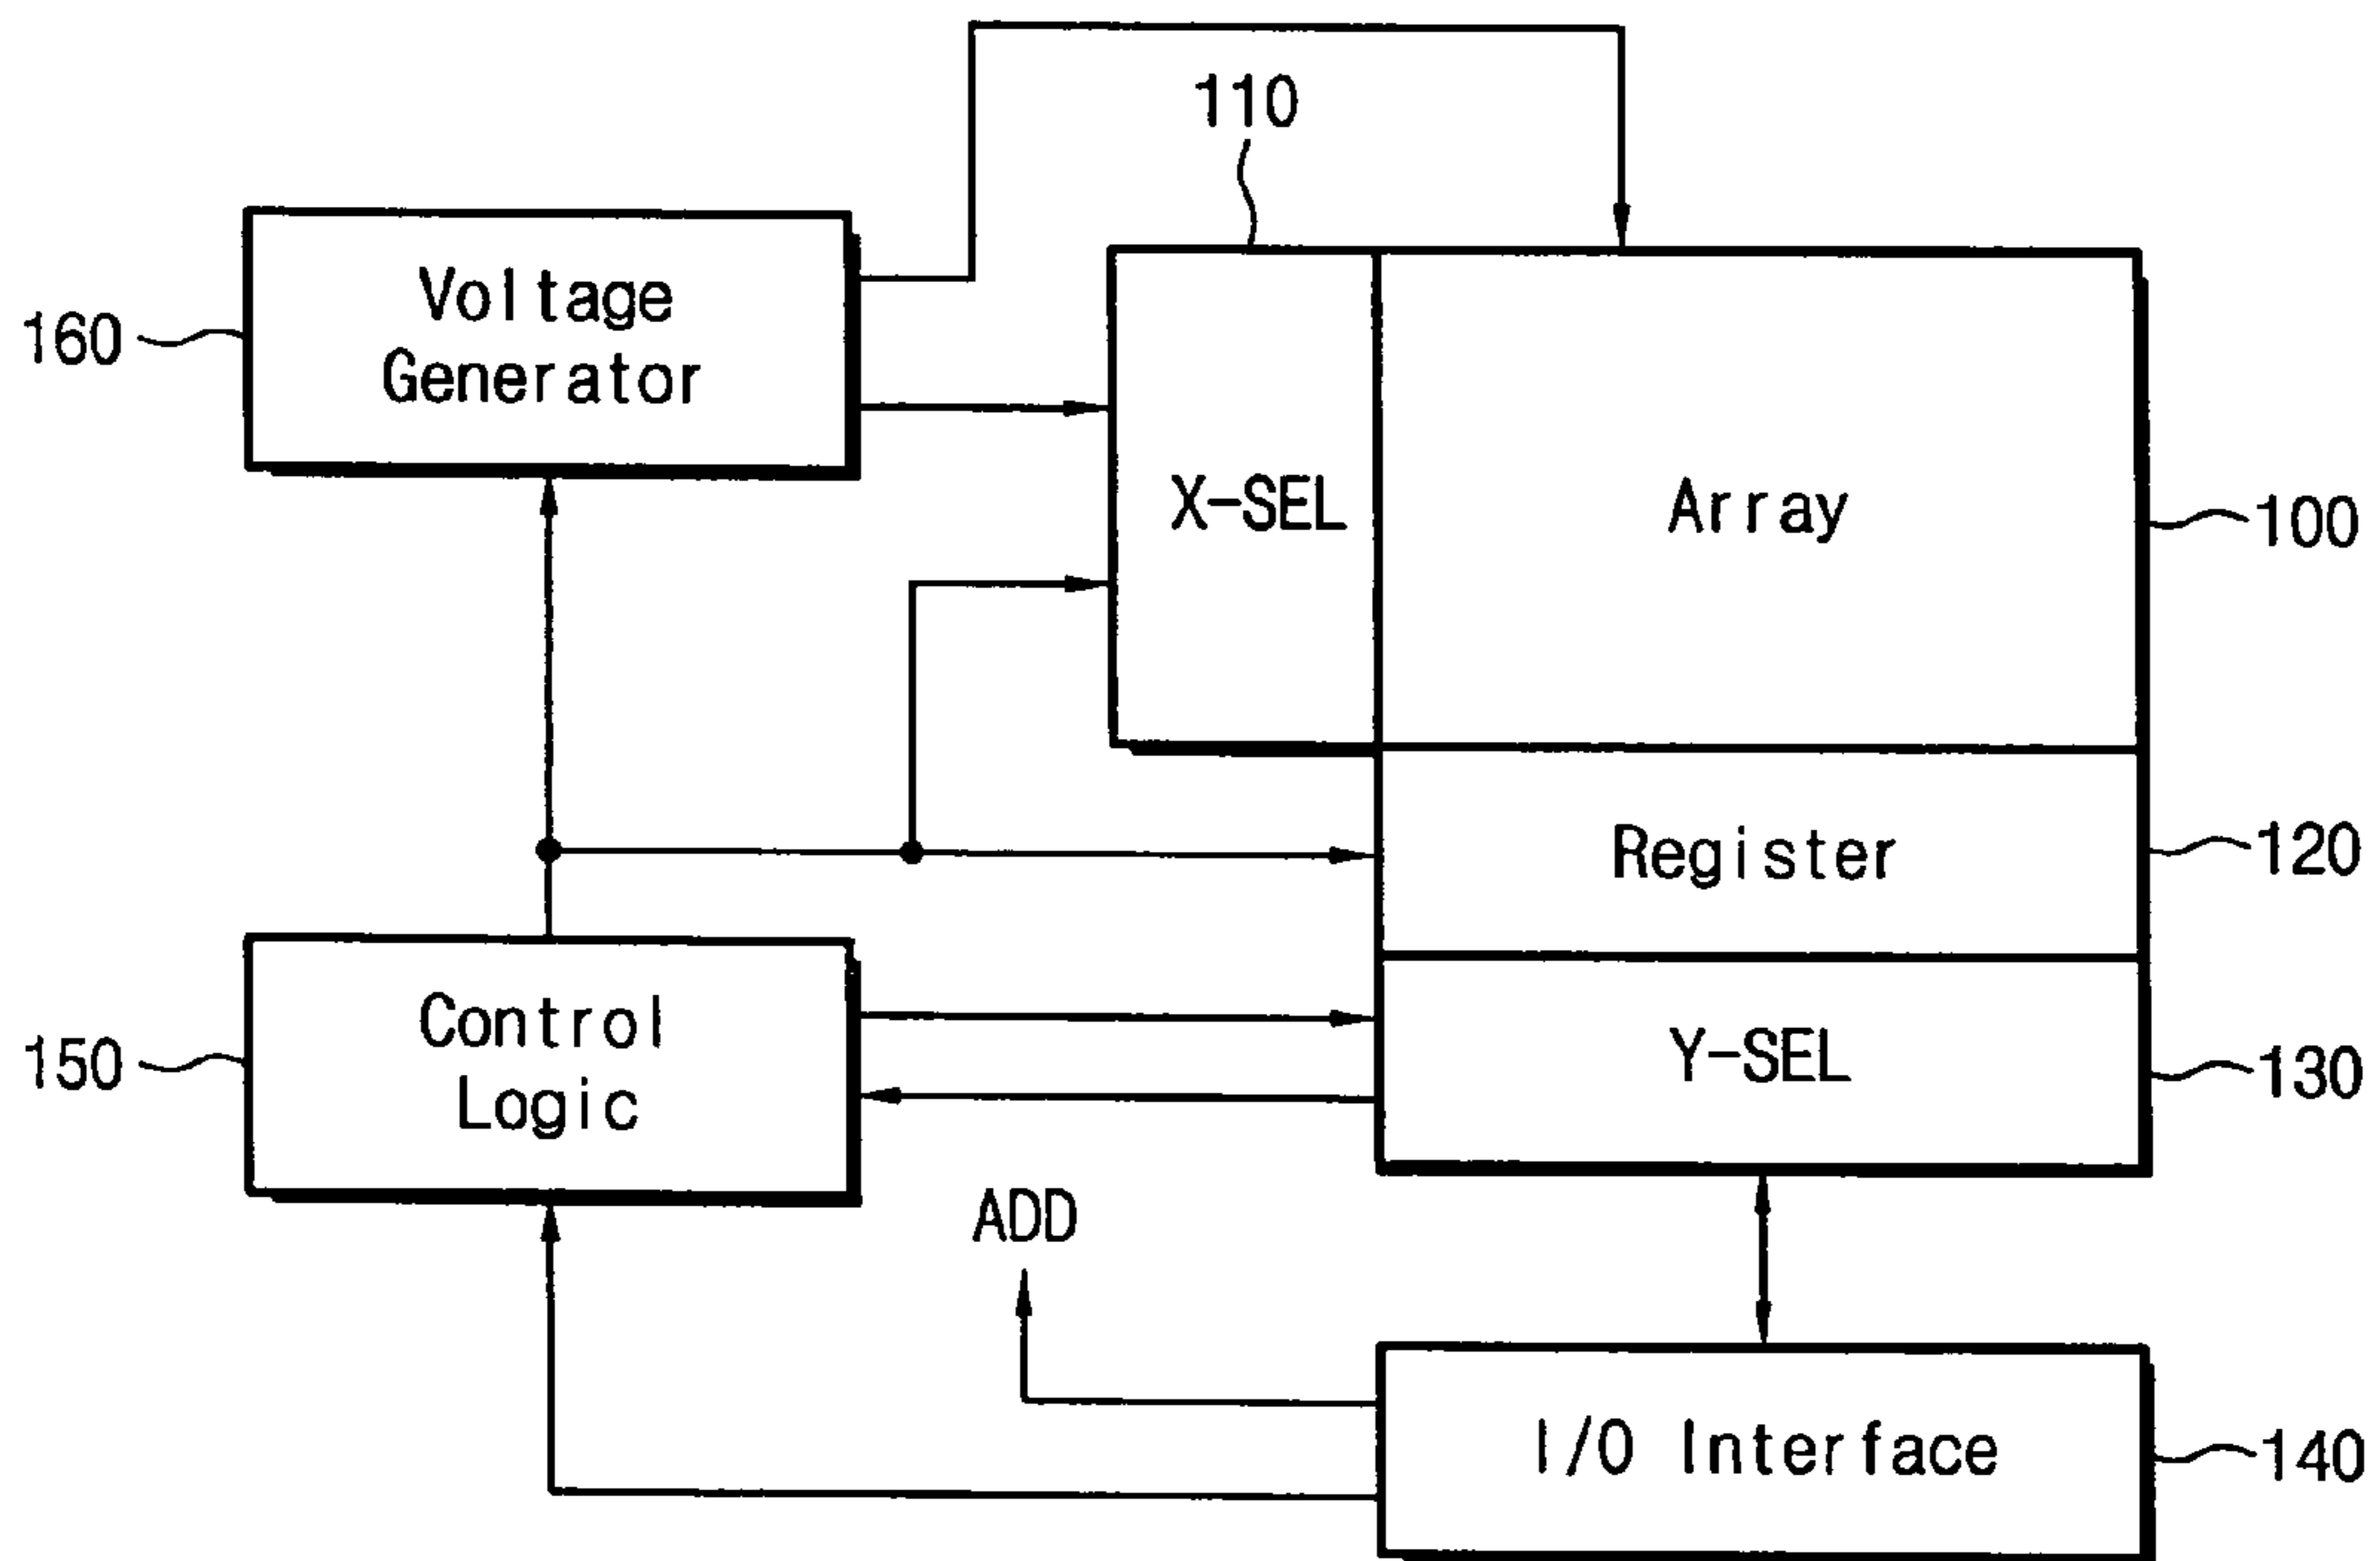 110
Voltage
Generator
160
X-SEL
Array
100
Register
120
Control
Logic
150
Y-SEL
130
ADD
I/O Interface
140